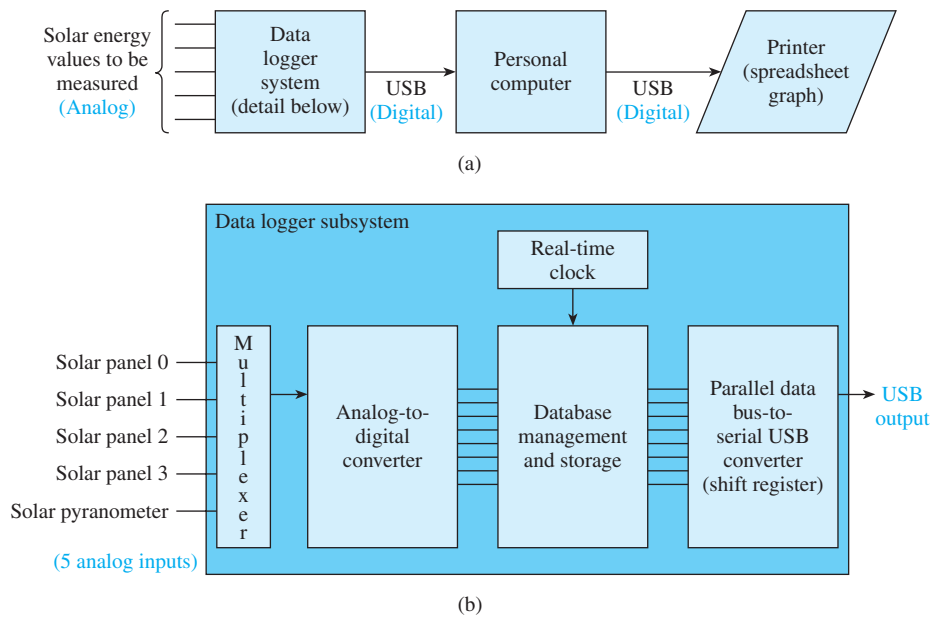 Solar energy
values to be
measured
(Analog)
Data
logger
system
(detail below)
USB
(Digital)
Personal
computer
USB
(Digital)
Printer
(spreadsheet
graph)
(a)
Data logger subsystem
Real-time
clock
Solar panel 0
Solar panel 1
Solar panel 2
Solar panel 3
Solar pyranometer
(5 analog inputs)
Multiplexer
Analog-to-
digital
converter
Database
management
and storage
Parallel data
bus-to-
serial USB
converter
(shift register)
USB
output
(b)